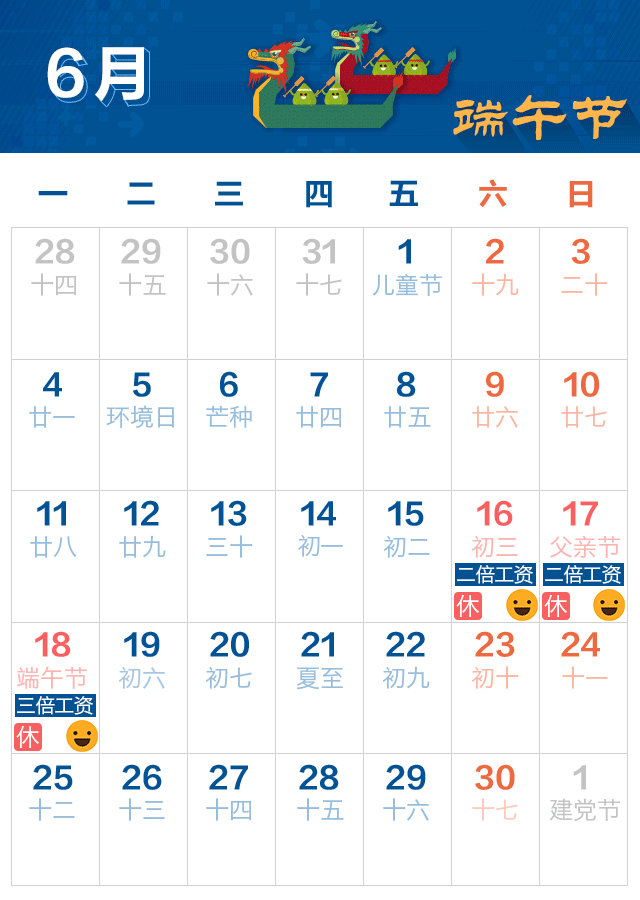 6月
端午节
一 二 三 四 五 六 日
28 29 30 31 1 2 3
十四 十五 十六 十七 儿童节 十九 二十
4 5 6 7 8 9 10
廿一 环境日 芒种 廿四 廿五 廿六 廿七
11 12 13 14 15 16 17
廿八 廿九 三十 初一 初二 初三 父亲节
二倍工资 二倍工资
休 休
18 19 20 21 22 23 24
端午节 初六 初七 夏至 初九 初十 十一
三倍工资
休
25 26 27 28 29 30 1
十二 十三 十四 十五 十六 十七 建党节